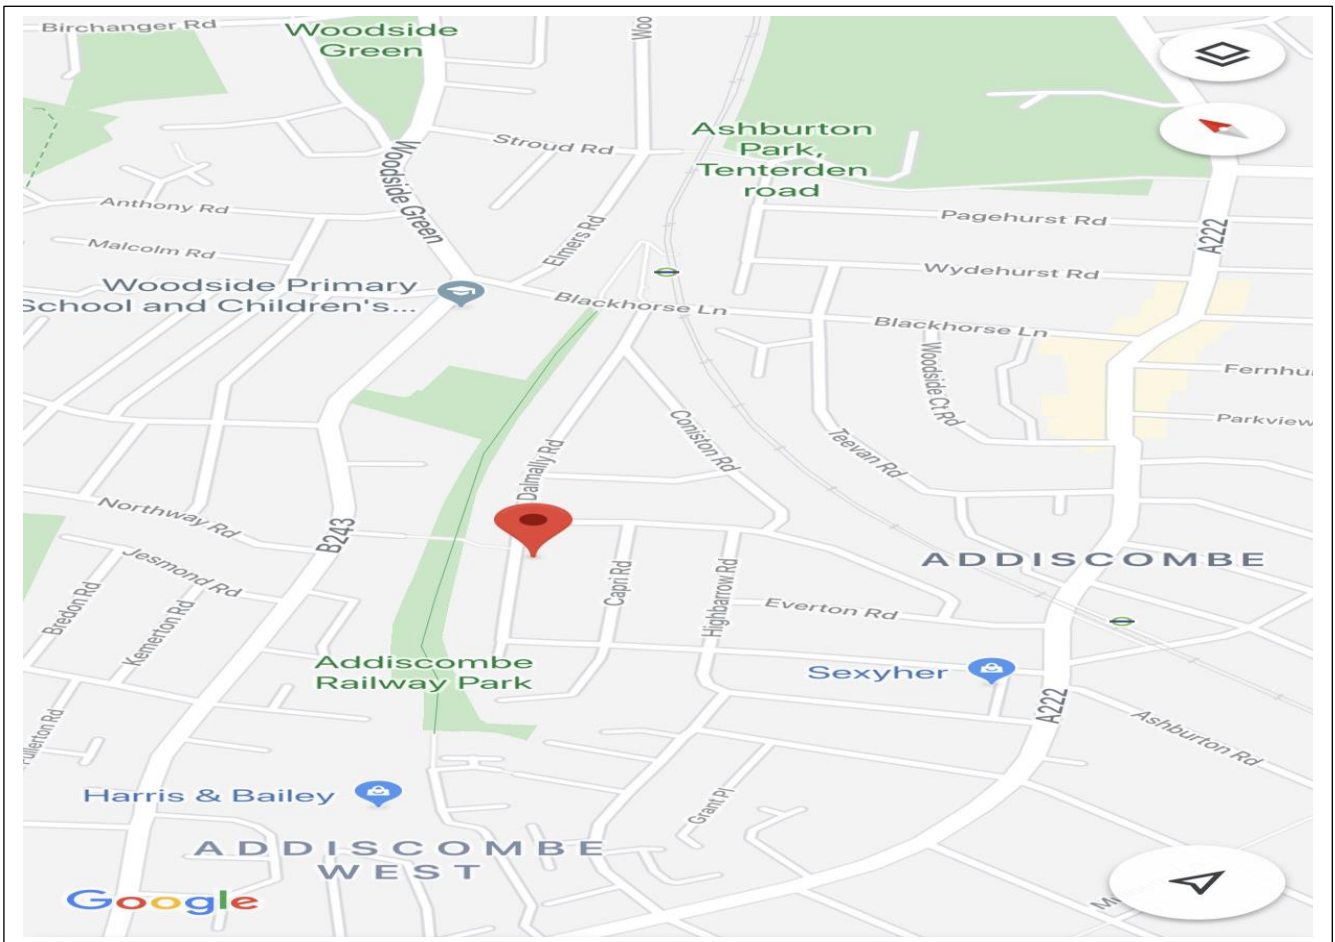 Birchanger Rd
Woodside
Green
Woo
Stroud Rd
Ashburton
Park,
Tenterden
road
Woodside Green
Anthony Rd
Elmers Rd
Pagehurst Rd
A222
Malcolm Rd
Wydehurst Rd
Woodside Primary
School and Children's...
Blackhorse Ln
Blackhorse Ln
Woodside Ct Rd
Fernhu
Parkview
Coniston Rd
Teevan Rd
Dalmally Rd
Northway Rd
B243
Jesmond Rd
ADDISCOMBE
Bredon Rd
Kemerton Rd
Capri Rd
Highbarrow Rd
Everton Rd
Addiscombe
Railway Park
Sexyher
A222
Ashburton Rd
Fullerton Rd
Harris & Bailey
Grant Pl
ADDISCOMBE
WEST
Google